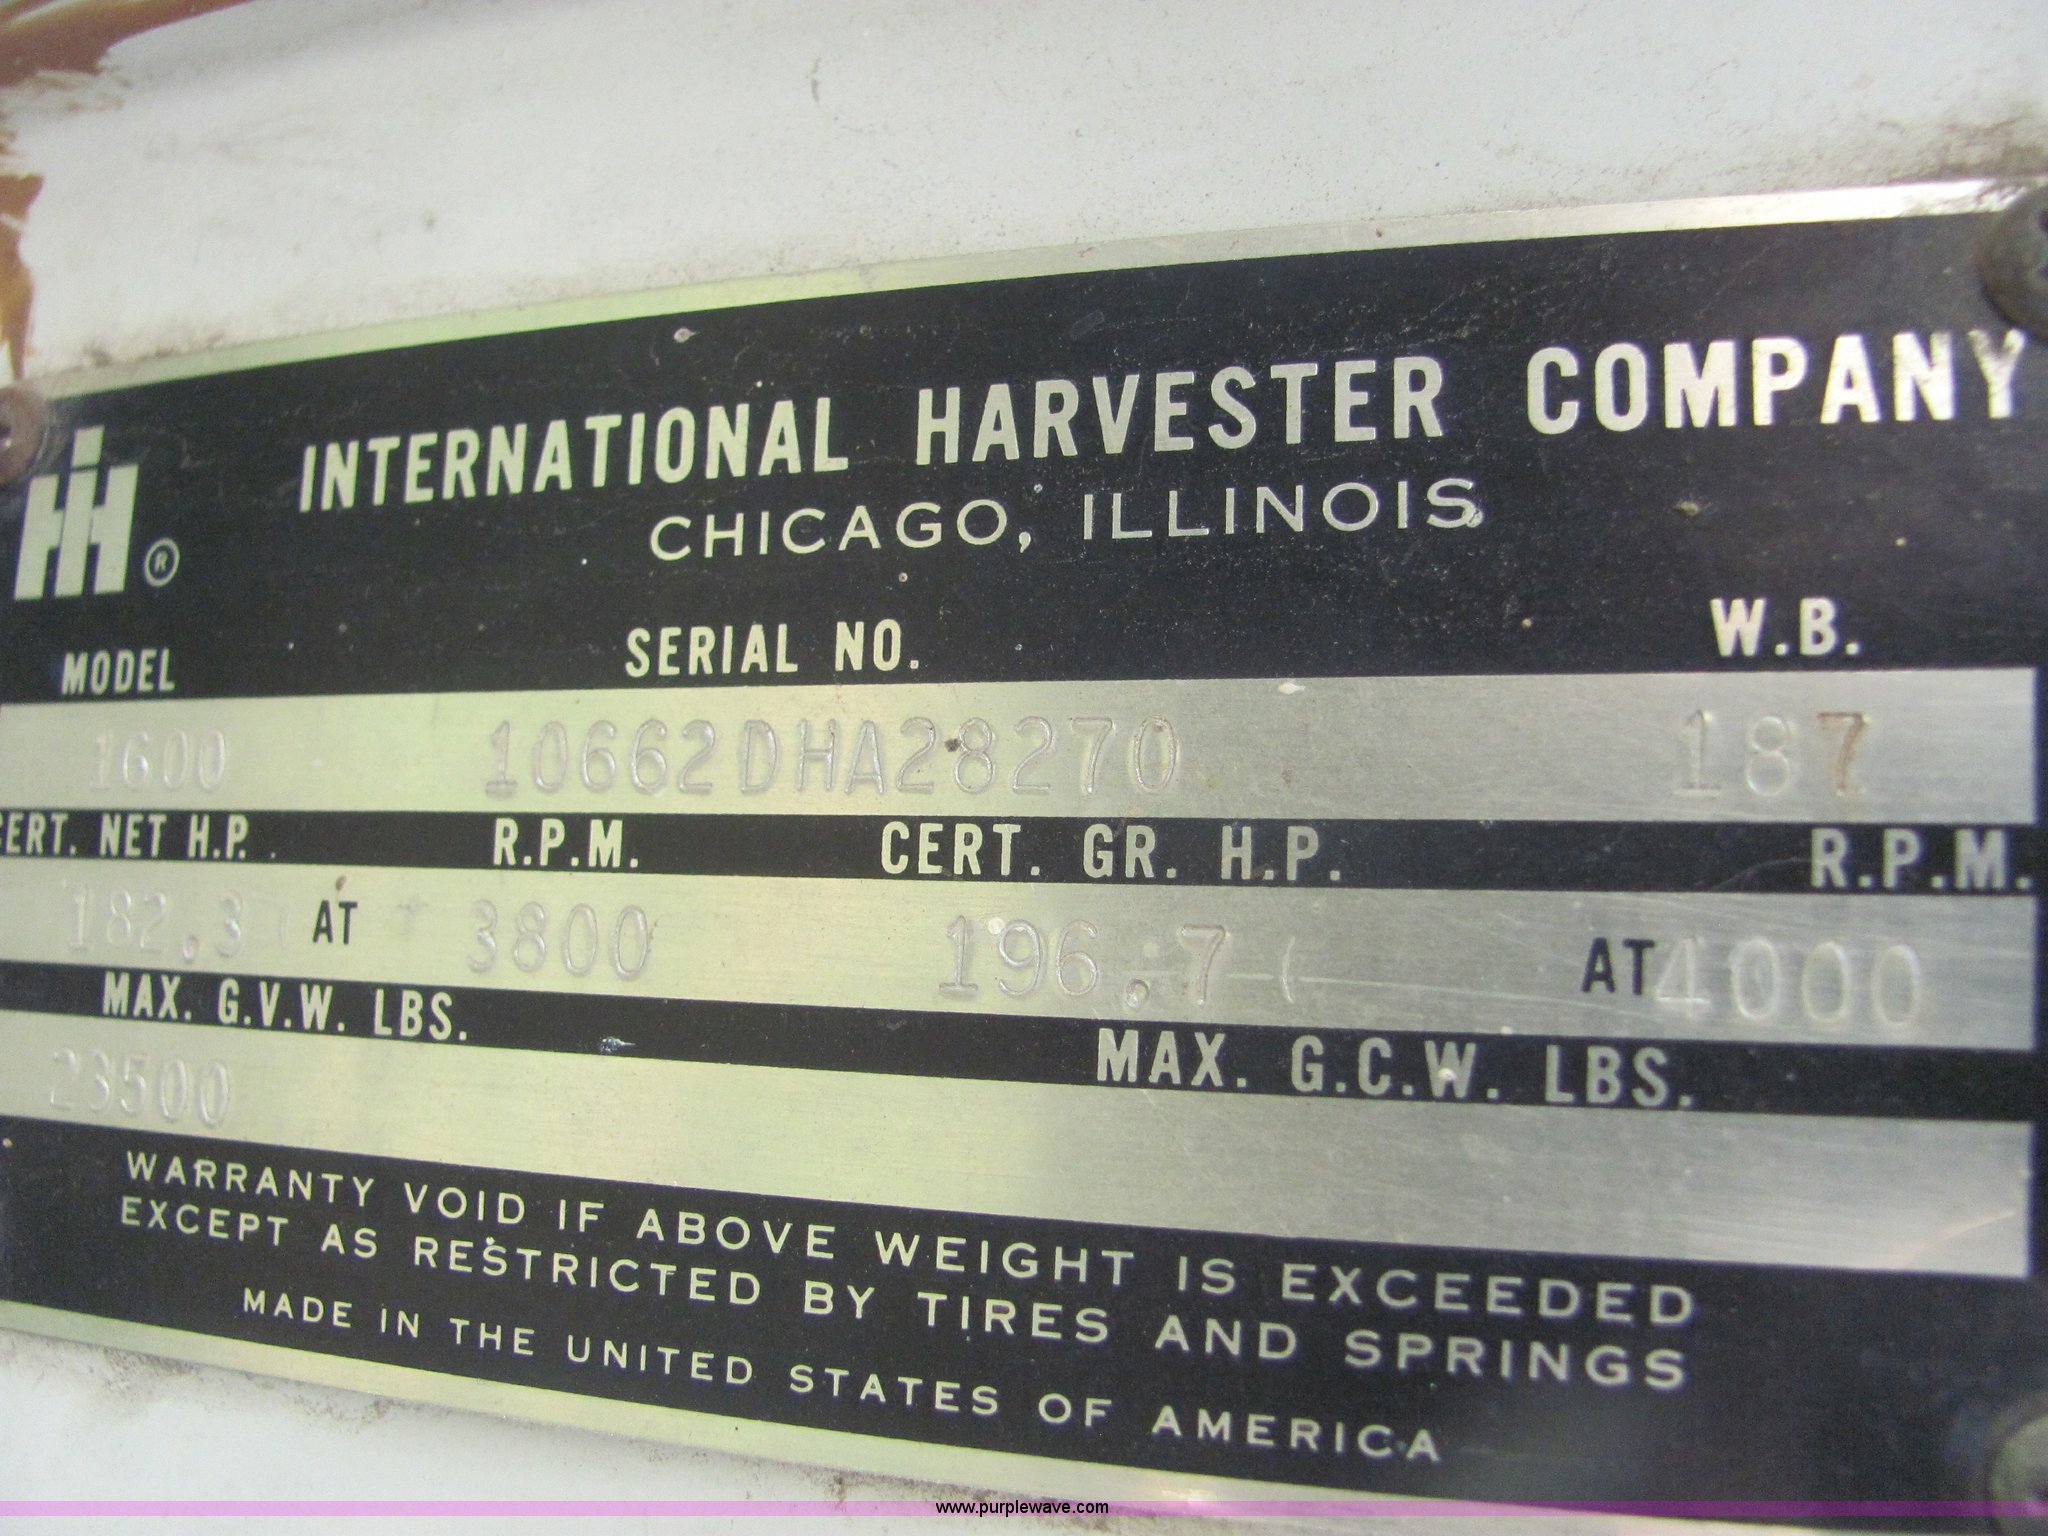 INTERNATIONAL HARVESTER COMPANY
IH ®
CHICAGO, ILLINOIS
MODEL SERIAL NO. W.B.
1600 10662DHA28270 187
CERT. NET H.P. R.P.M. CERT. GR. H.P. R.P.M.
182.3 AT 3800 196.7 AT 4000
MAX. G.V.W. LBS. MAX. G.C.W. LBS.
23500
WARRANTY VOID IF ABOVE WEIGHT IS EXCEEDED
EXCEPT AS RESTRICTED BY TIRES AND SPRINGS
MADE IN THE UNITED STATES OF AMERICA
www.purplewave.com